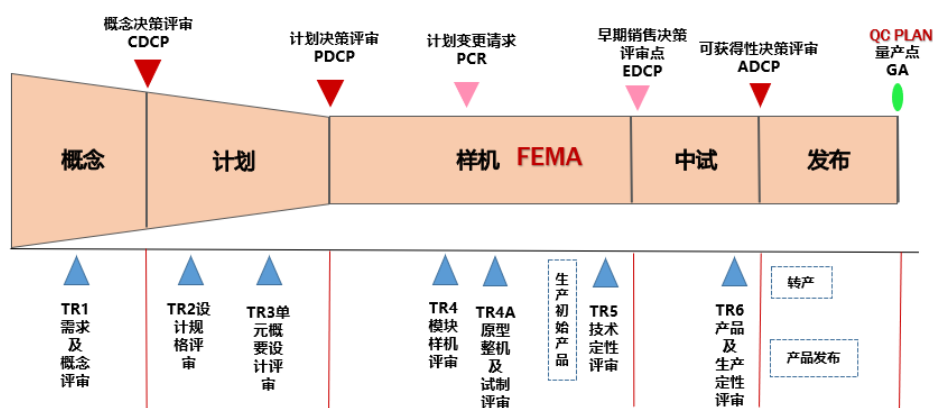 概念决策评审
CDCP
计划决策评审
PDCP
计划变更请求
PCR
早期销售决策
评审点
EDCP
可获得性决策评审
ADCP
QC PLAN
量产点
GA
概念
计划
样机 FEMA
中试
发布
TR1
需求
及
概念
评审
TR2设
计规
格评
审
TR3单
元概
要设
计评
审
TR4
模块
样机
评审
TR4A
原型
整机
及
试制
评审
生
产
初
始
产
品
TR5
技术
定性
评审
TR6
产品
及
生产
定性
评审
转产
产品发布